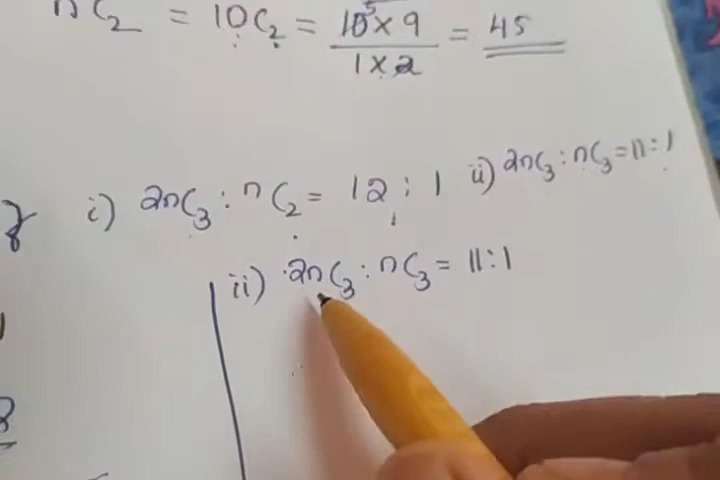 nC2 = 10C2 = 10⁵ × 9 / 1 × 2 = 45
i) 2nC3 : nC2 = 12 : 1 ii) 2nC3 : nC3 = 11 : 1
ii) 2nC3 : nC3 = 11 : 1